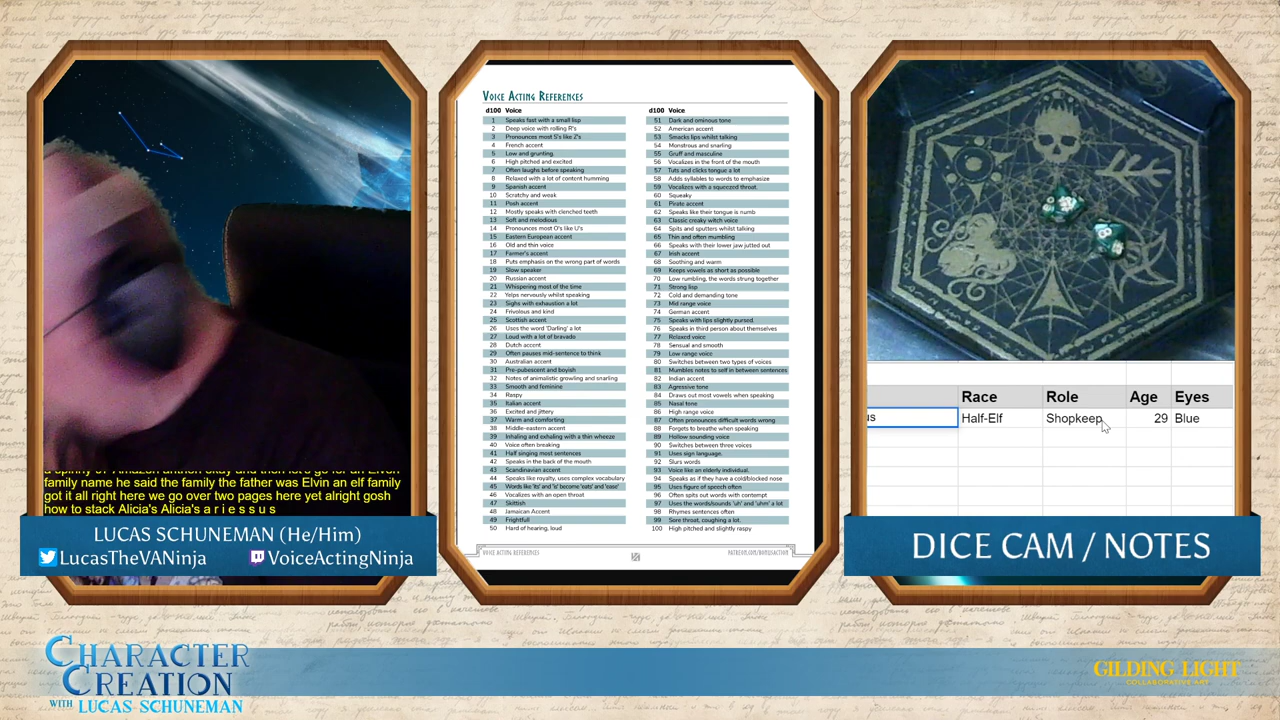 a spinny of Amazon anthon okay and then let's go for an Elven
family name he said the family the father was Elvin an elf family
got it all right here we go over two pages here yet alright gosh
how to stack Alicia's Alicia's a r i e s s u s
LUCAS SCHUNEMAN (He/Him)
LucasTheVANinja VoiceActingNinja
VOICE ACTING REFERENCES
d100 Voice
1 Speaks fast with a small lisp
2 Deep voice with rolling R's
3 Pronounces most S's like Z's
4 French accent
5 Low and grunting.
6 High pitched and excited
7 Often laughs before speaking
8 Relaxed with a lot of content humming
9 Spanish accent
10 Scratchy and weak
11 Posh accent
12 Mostly speaks with clenched teeth
13 Soft and melodious
14 Pronounces most O's like U's
15 Eastern European accent
16 Old and thin voice
17 Farmer's accent
18 Puts emphasis on the wrong part of words
19 Slow speaker
20 Russian accent
21 Whispering most of the time
22 Yelps nervously whilst speaking
23 Sighs with exhaustion a lot
24 Frivolous and kind
25 Scottish accent
26 Uses the word 'Darling' a lot
27 Loud with a lot of bravado
28 Dutch accent
29 Often pauses mid-sentence to think
30 Australian accent
31 Pre-pubescent and boyish
32 Notes of animalistic growling and snarling
33 Smooth and feminine
34 Raspy
35 Italian accent
36 Excited and jittery
37 Warm and comforting
38 Middle-eastern accent
39 Inhaling and exhaling with a thin wheeze
40 Voice often breaking
41 Half singing most sentences
42 Speaks in the back of the mouth
43 Scandinavian accent
44 Speaks like royalty, uses complex vocabulary
45 Words like 'its' and 'is' become 'eats' and 'ease'
46 Vocalizes with an open throat
47 Skittish
48 Jamaican Accent
49 Frightfull
50 Hard of hearing, loud
d100 Voice
51 Dark and ominous tone
52 American accent
53 Smacks lips whilst talking
54 Monstrous and snarling
55 Gruff and masculine
56 Vocalizes in the front of the mouth
57 Tuts and clicks tongue a lot
58 Adds syllables to words to emphasize
59 Vocalizes with a squeezed throat.
60 Squeaky
61 Pirate accent
62 Speaks like their tongue is numb
63 Classic creaky witch voice
64 Spits and sputters whilst talking
65 Thin and often mumbling
66 Speaks with their lower jaw jutted out
67 Irish accent
68 Soothing and warm
69 Keeps vowels as short as possible
70 Low rumbling, the words strung together
71 Strong lisp
72 Cold and demanding tone
73 Mid range voice
74 German accent
75 Speaks with lips slightly pursed.
76 Speaks in third person about themselves
77 Relaxed voice
78 Sensual and smooth
79 Low range voice
80 Switches between two types of voices
81 Mumbles notes to self in between sentences
82 Indian accent
83 Agressive tone
84 Draws out most vowels when speaking
85 Nasal tone
86 High range voice
87 Often pronounces difficult words wrong
88 Forgets to breathe when speaking
89 Hollow sounding voice
90 Switches between three voices
91 Uses sign language.
92 Slurs words
93 Voice like an elderly individual.
94 Speaks as if they have a cold/blocked nose
95 Uses figure of speech often
96 Often spits out words with contempt
97 Uses the words/sounds 'uh' and 'uhm' a lot
98 Rhymes sentences often
99 Sore throat, coughing a lot.
100 High pitched and slightly raspy
VOICE ACTING REFERENCES
PATREON.COM/BONUSACTION
Race Role Age Eyes
us Half-Elf Shopkeep 29 Blue
DICE CAM / NOTES
CHARACTER
CREATION
WITH LUCAS SCHUNEMAN
GILDING LIGHT
COLLABORATIVE ART